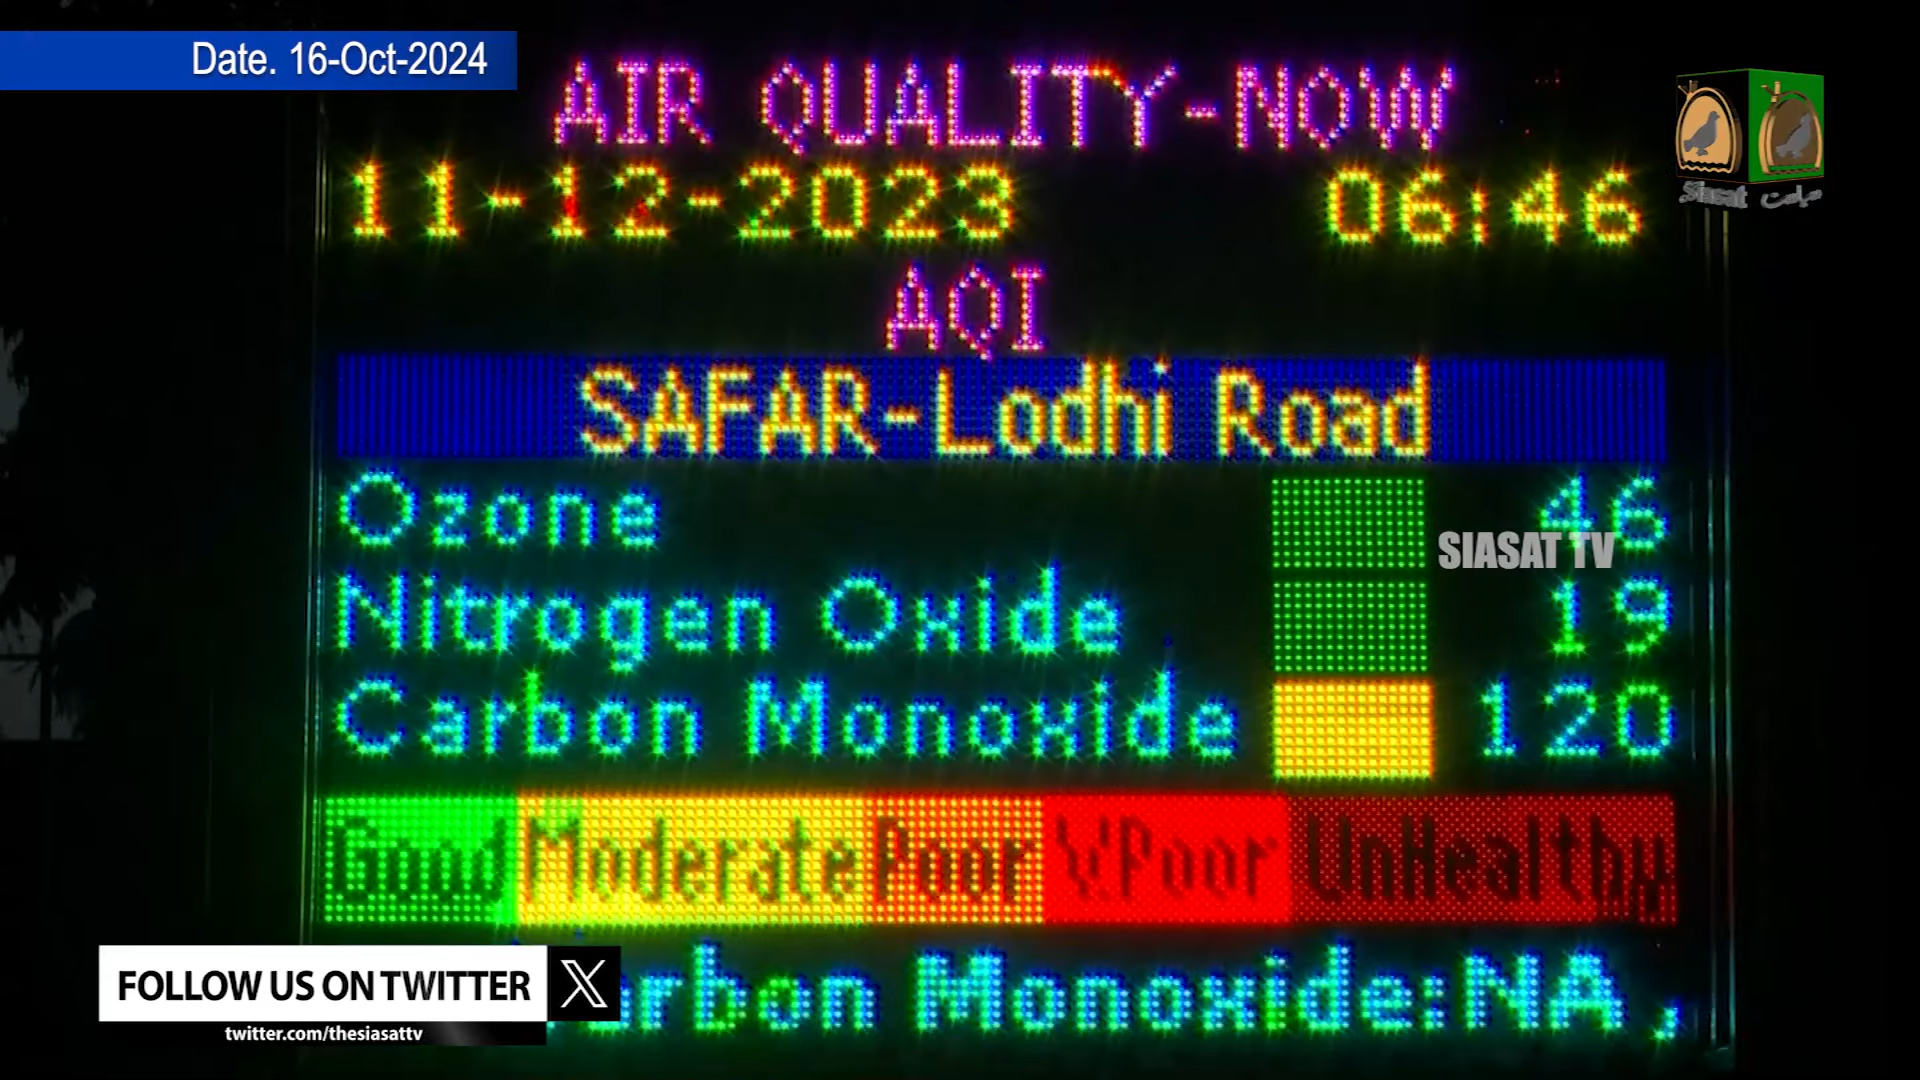 Date. 16-Oct-2024
AIR QUALITY-NOW
11-12-2023 06:46
AQI
SAFAR-Lodhi Road
Ozone 46
Nitrogen Oxide 19
Carbon Monoxide 120
Good Moderate Poor V.Poor UnHealthy
rbon Monoxide:NA,
Siasat سیاست
SIASAT TV
FOLLOW US ON TWITTER X
twitter.com/thesiasattv